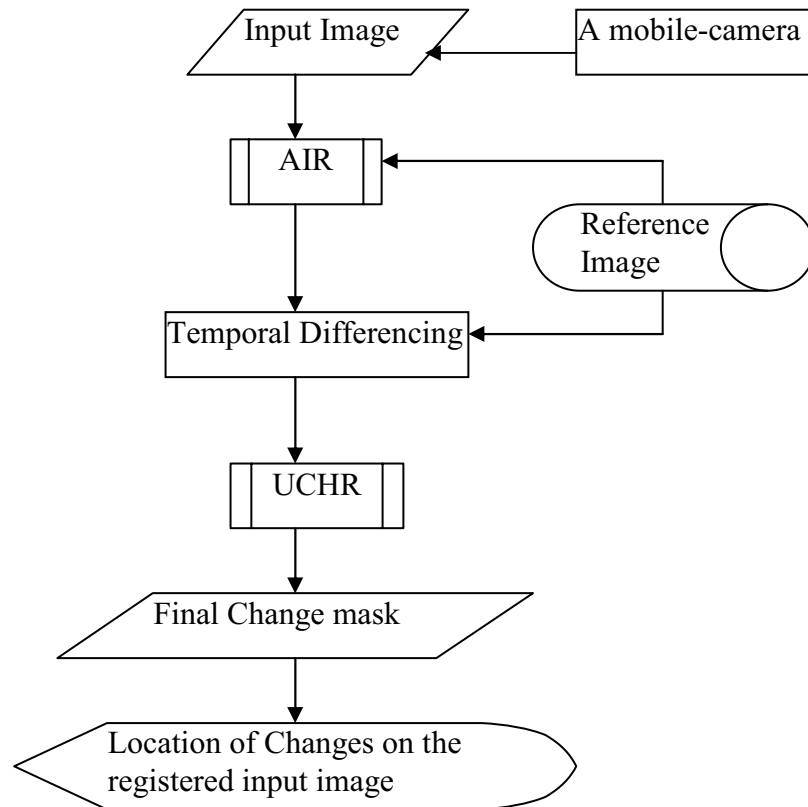 Input Image
A mobile-camera
AIR
Reference
Image
Temporal Differencing
UCHR
Final Change mask
Location of Changes on the
registered input image